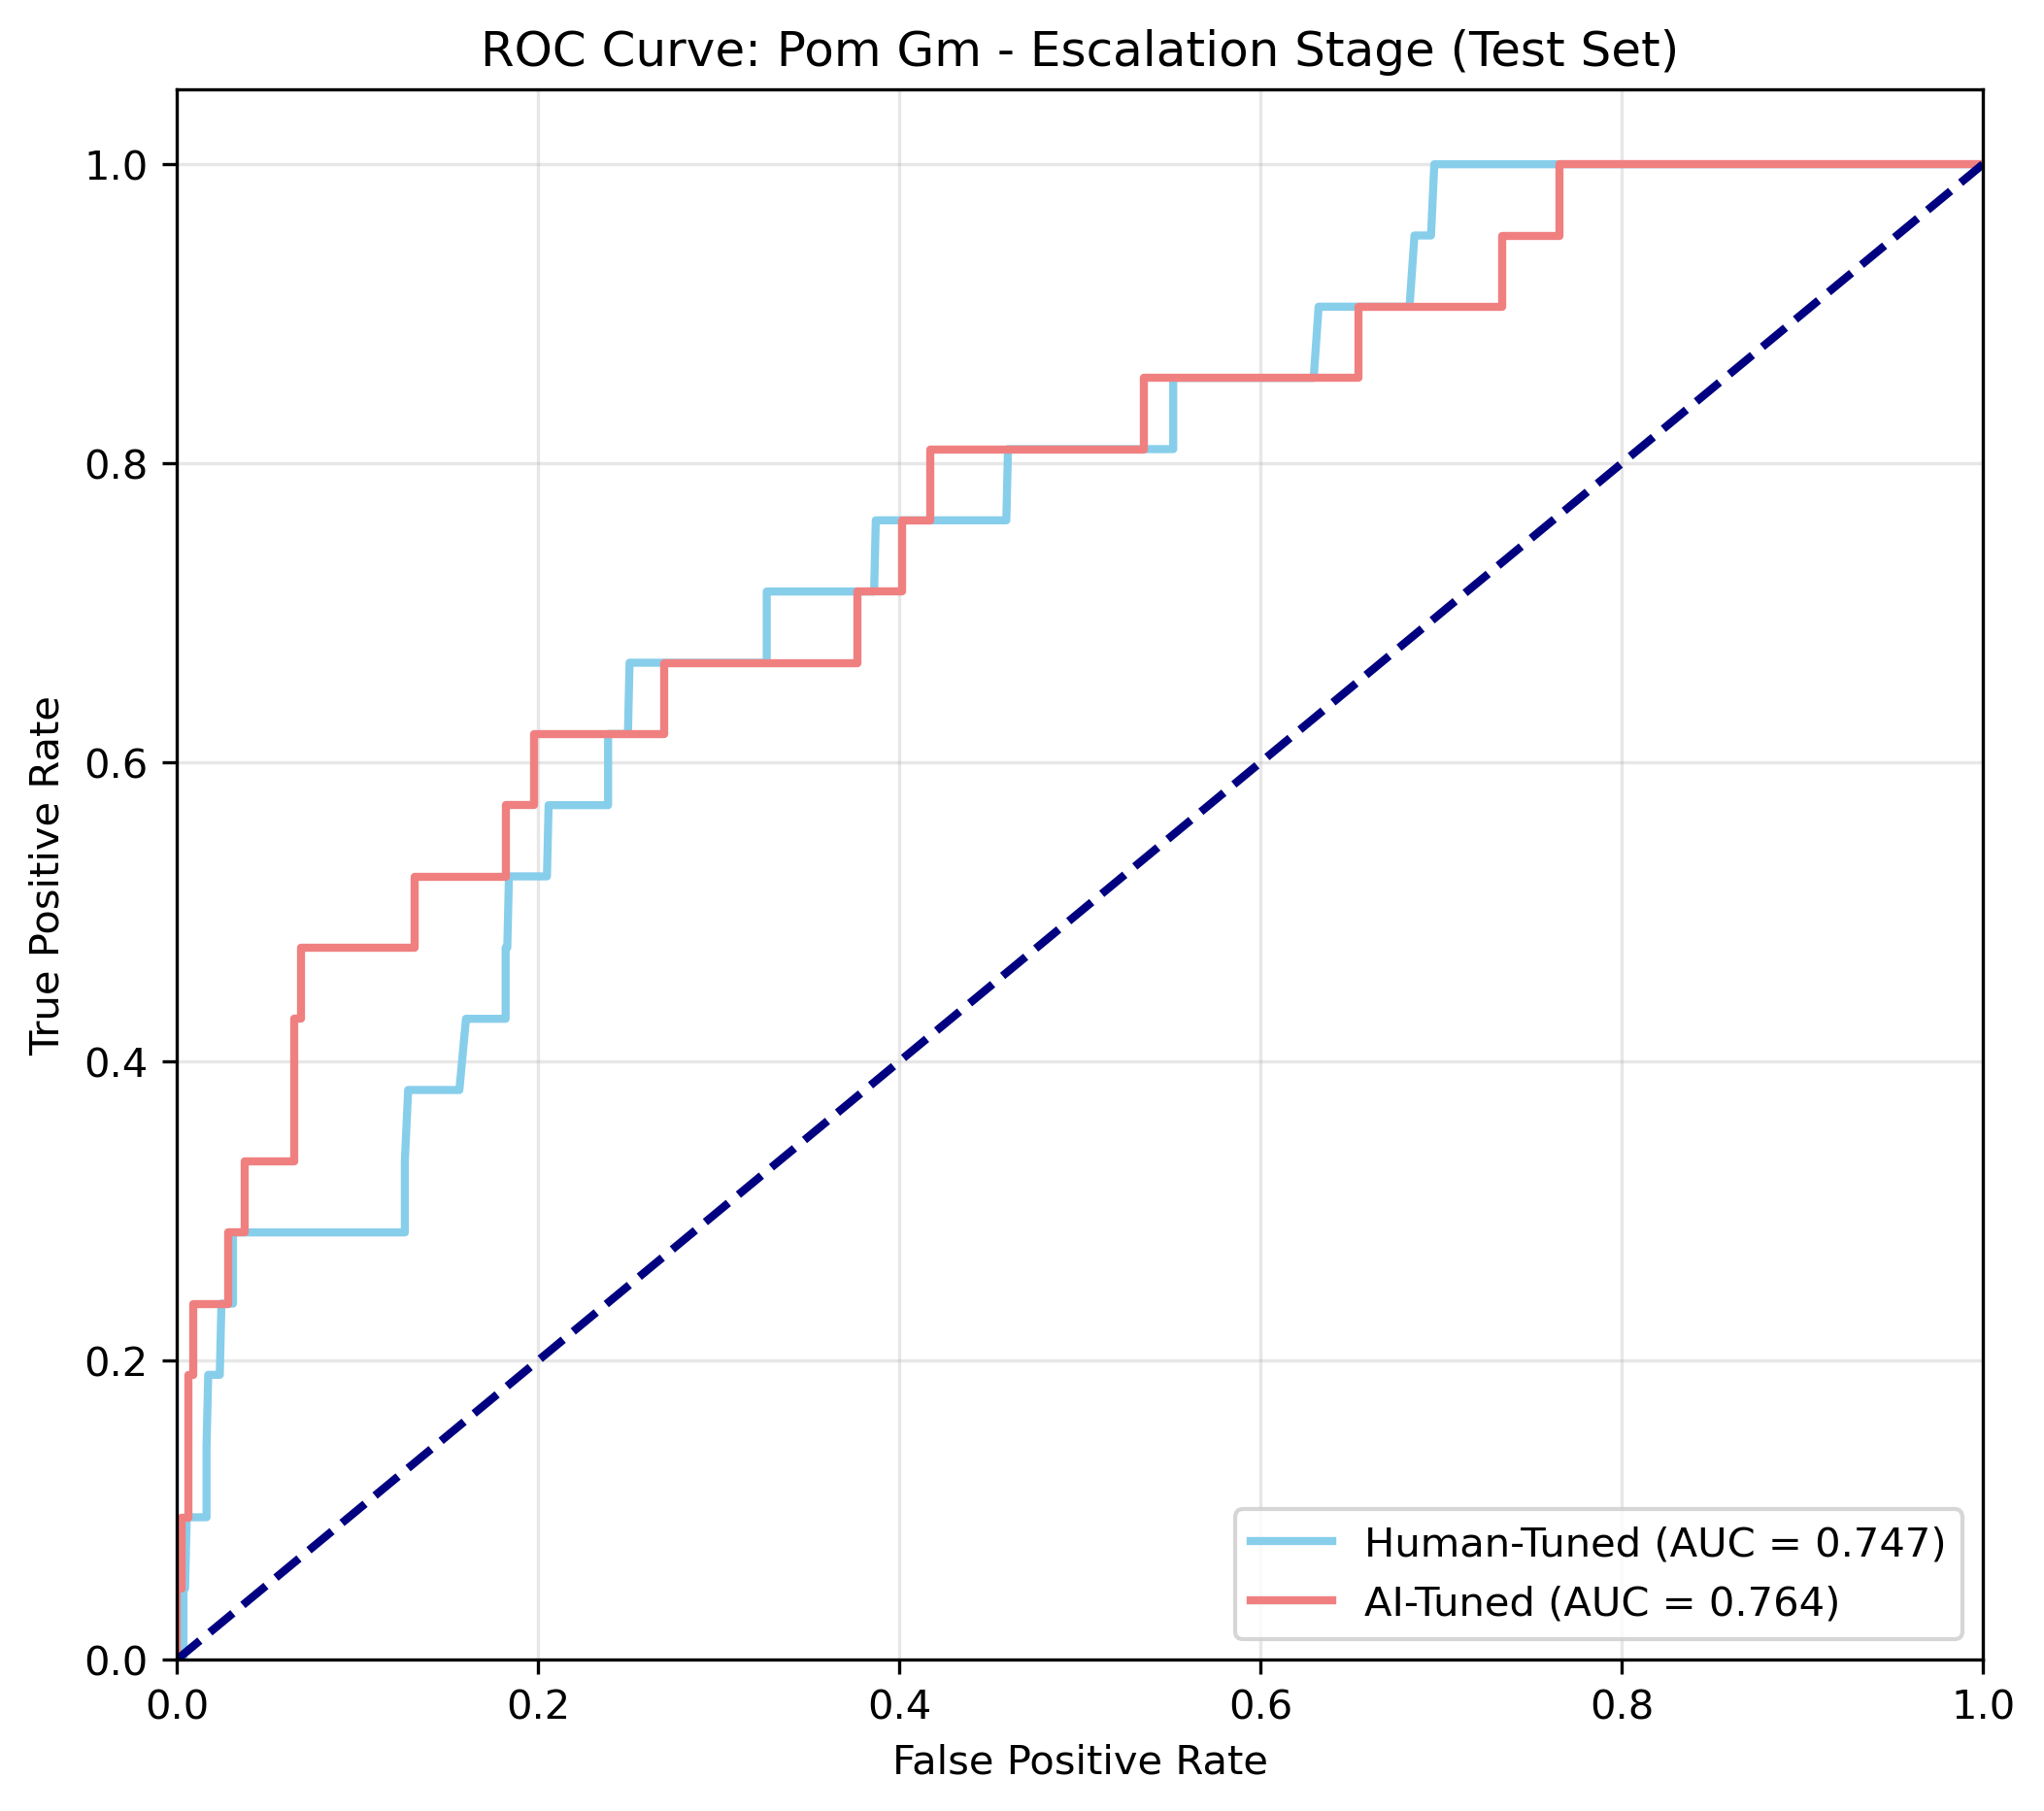 ROC Curve: Pom Gm - Escalation Stage (Test Set)
True Positive Rate
1.0
0.8
0.6
0.4
0.2
0.0
Human-Tuned (AUC = 0.747)
AI-Tuned (AUC = 0.764)
0.0 0.2 0.4 0.6 0.8 1.0
False Positive Rate